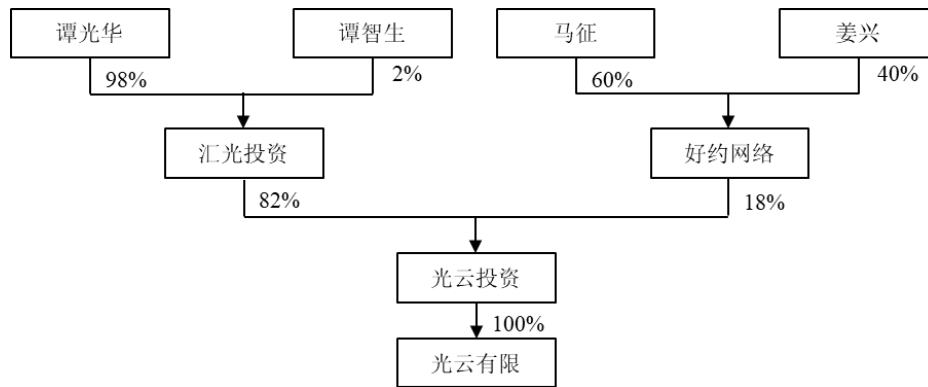 谭光华 谭智生 马征 姜兴
98% 2% 60% 40%
汇光投资 好约网络
82% 18%
光云投资
100%
光云有限